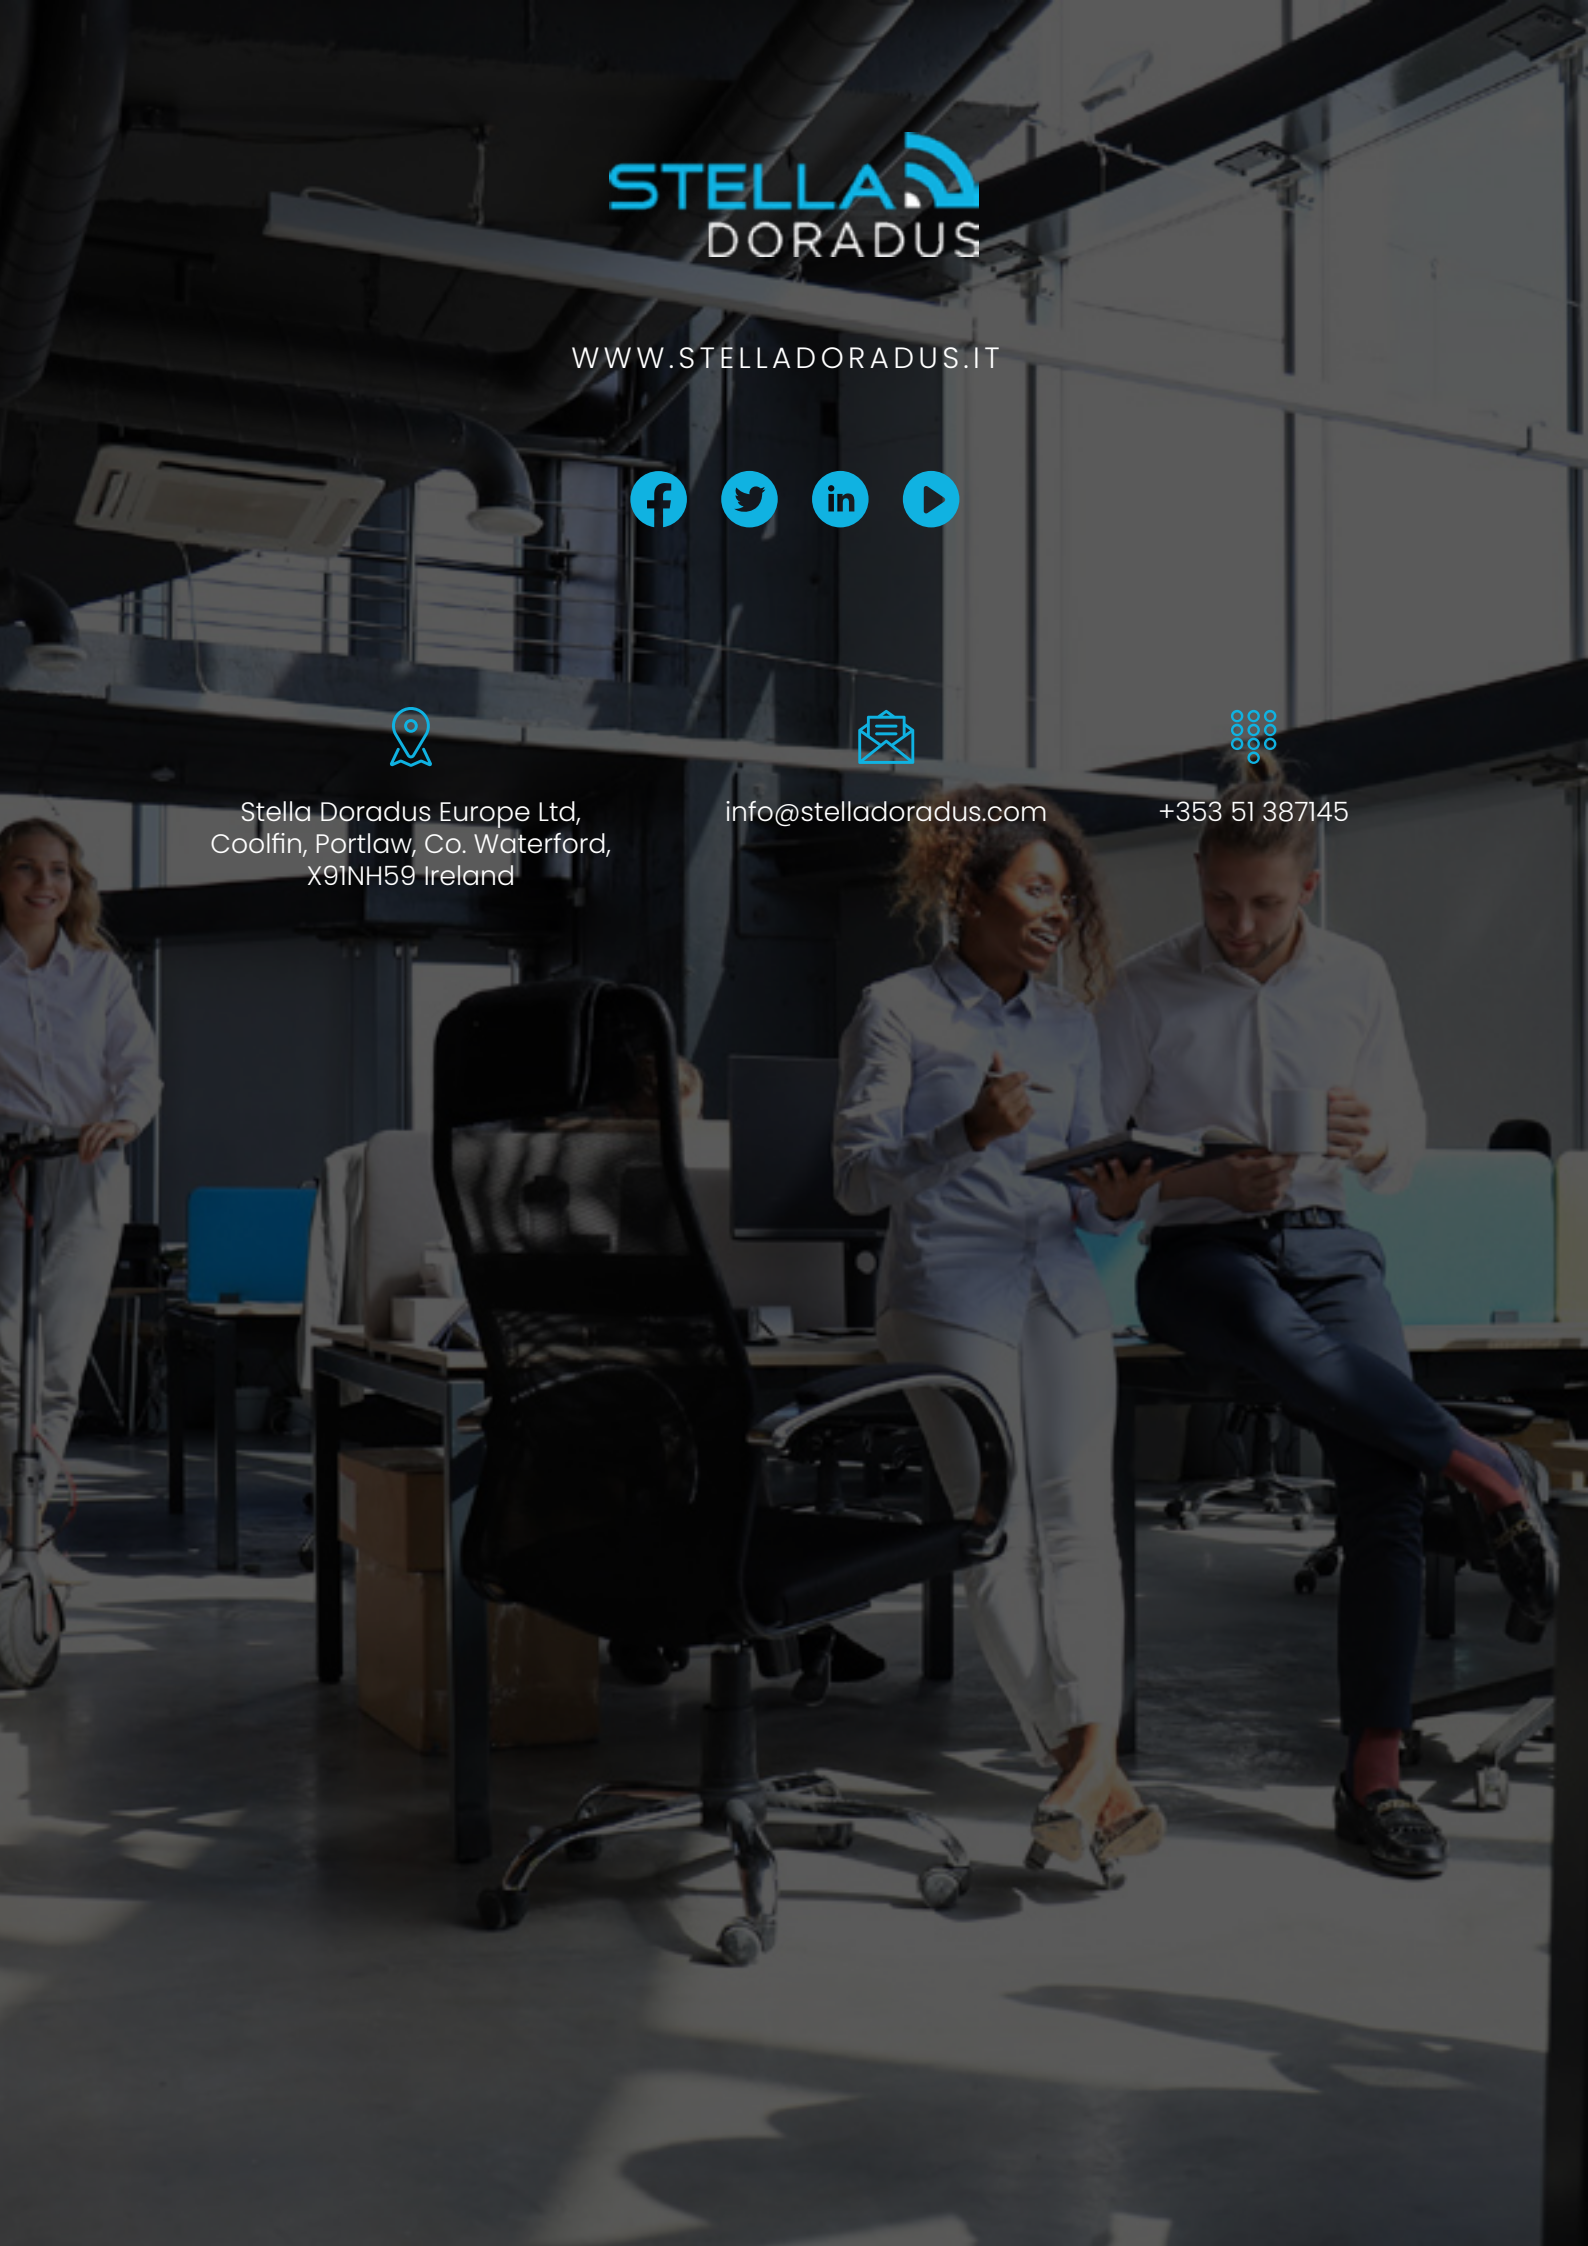 STELLA
DORADUS
WWW.STELLADORADUS.IT
Stella Doradus Europe Ltd,
Coolfin, Portlaw, Co. Waterford,
X91NH59 Ireland
info@stelladoradus.com
+353 51 387145